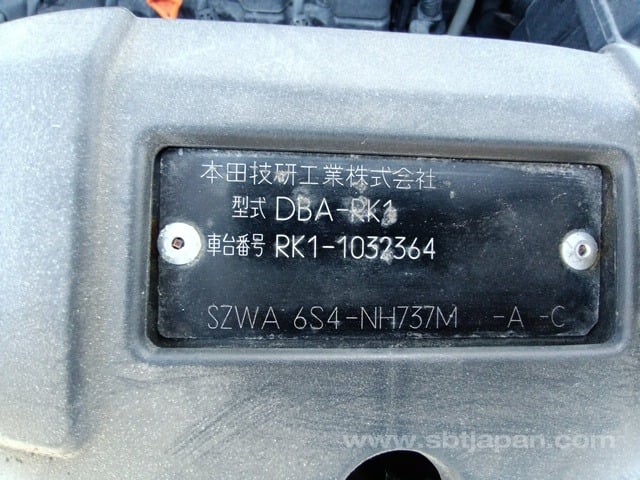 本田技研工業株式会社
型式 DBA-RK1
車台番号 RK1-1032364
SZWA 6S4-NH737M -A -C
www.sbtjapan.com